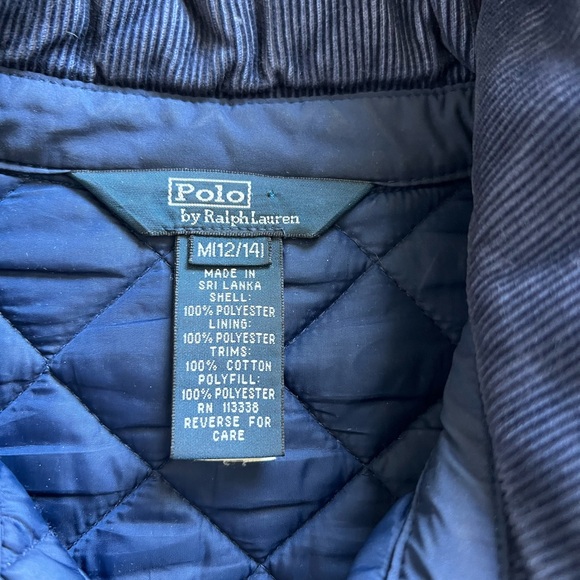 Polo
by Ralph Lauren
M(12/14)
MADE IN
SRI LANKA
SHELL:
100% POLYESTER
LINING:
100% POLYESTER
TRIMS:
100% COTTON
POLYFILL:
100% POLYESTER
RN 113338
REVERSE FOR
CARE